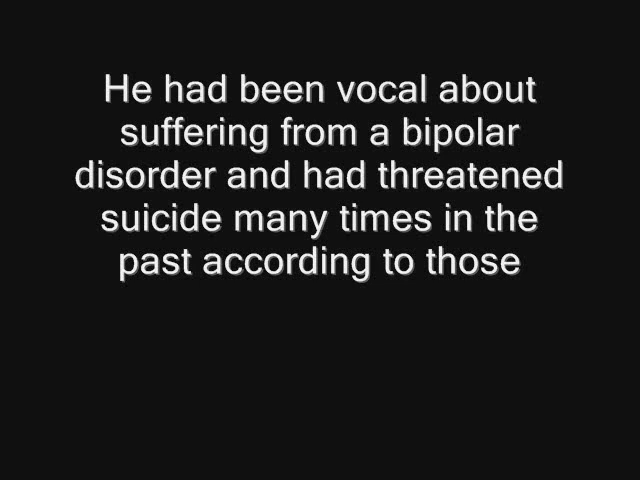 He had been vocal about
suffering from a bipolar
disorder and had threatened
suicide many times in the
past according to those